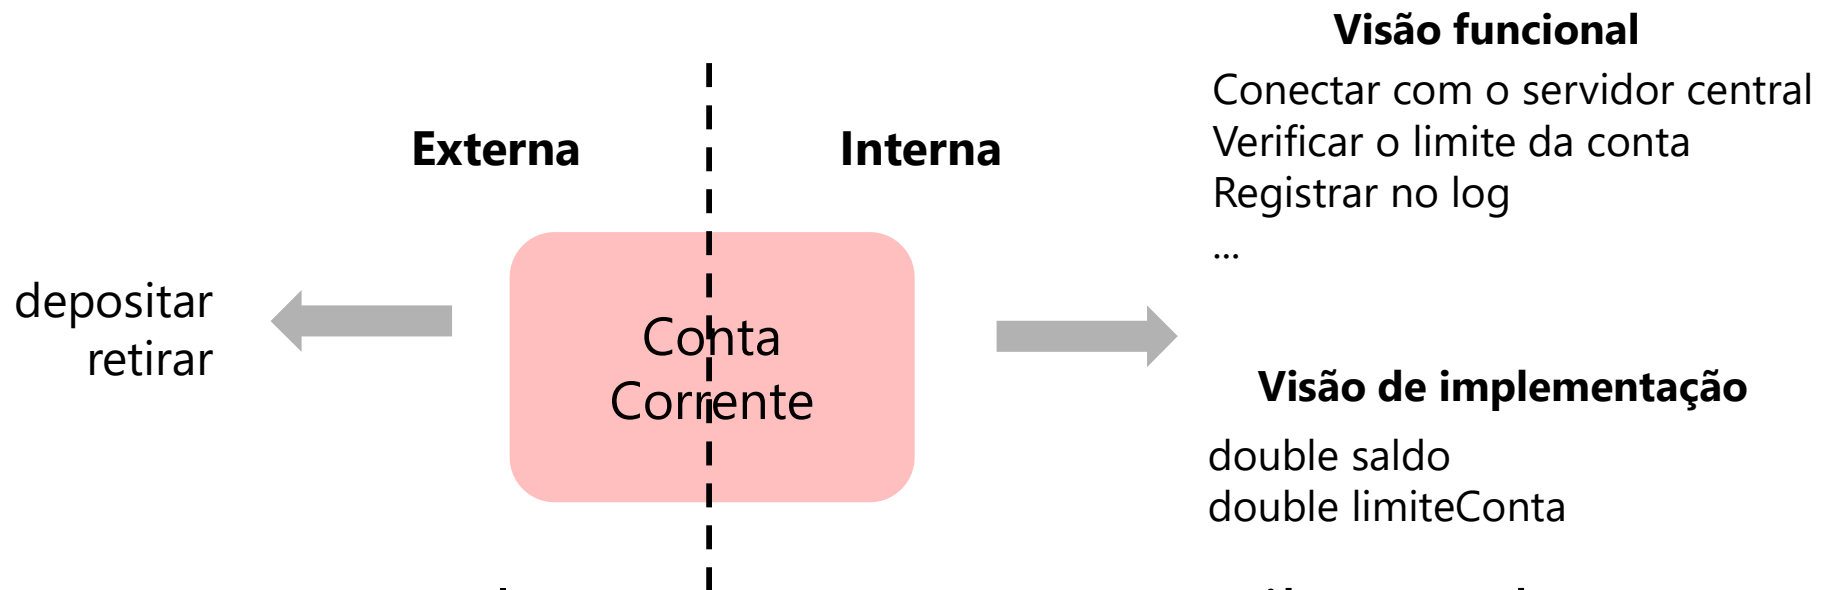 Visão funcional
Conectar com o servidor central
Verificar o limite da conta
Registrar no log
...
Externa
Interna
depositar
retirar
Conta
Corrente
Visão de implementação
double saldo
double limiteConta